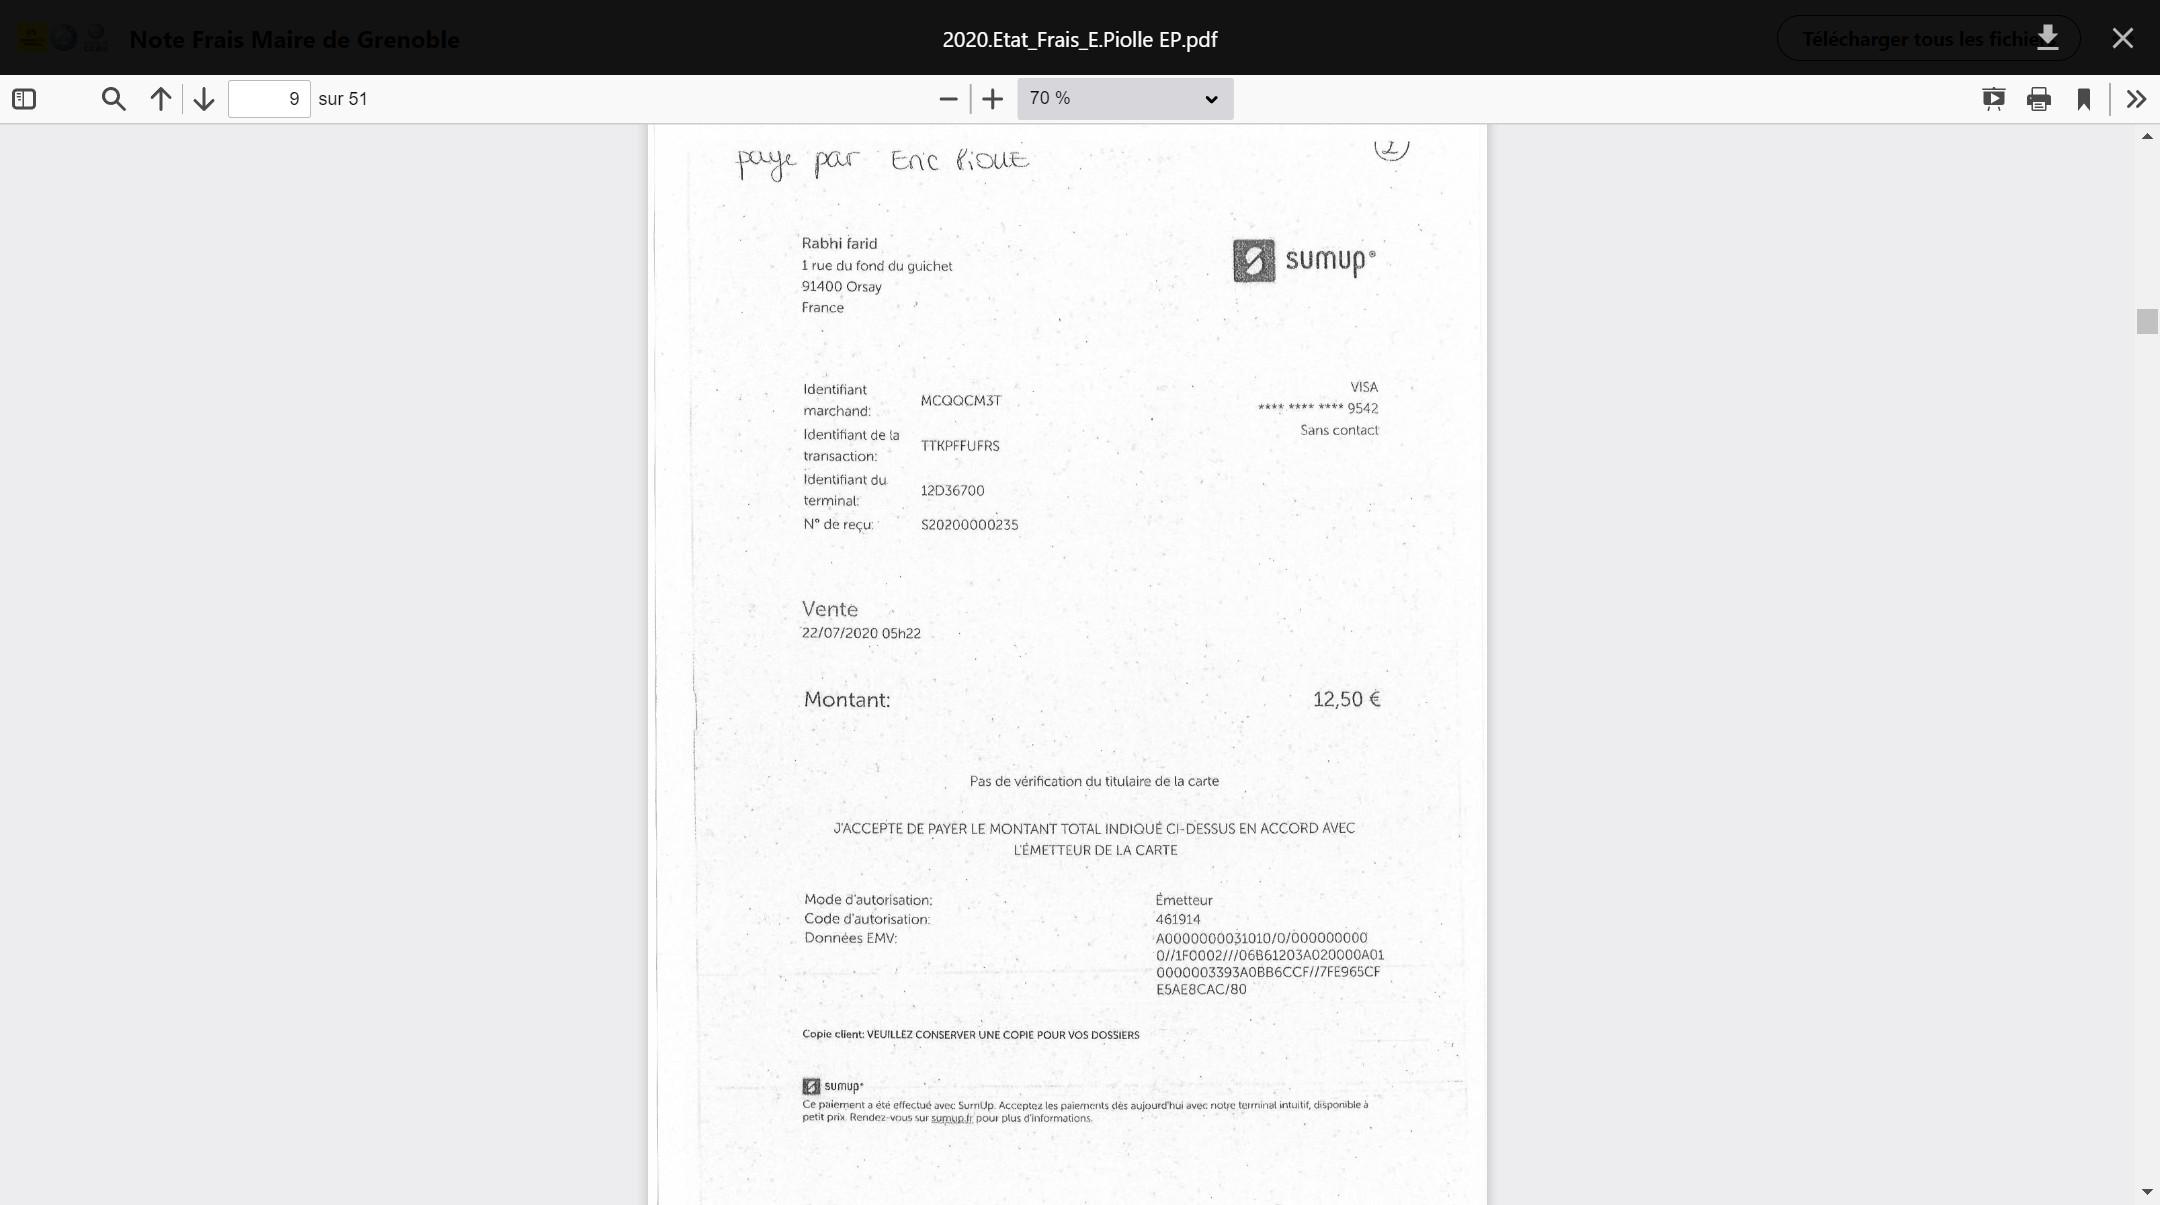 Note Frais Maire de Grenoble
2020.Etat_Frais_E.Piolle EP.pdf
Télécharger tous les fichie
9 sur 51
70 %
paye par Eric Piolle
2
Rabhi farid
1 rue du fond du guichet
91400 Orsay
France
sumup®
Identifiant marchand: MCQQCM3T
Identifiant de la transaction: TTKPFFUFRS
Identifiant du terminal: 12D36700
N° de reçu: S20200000235
VISA
**** **** **** 9542
Sans contact
Vente
22/07/2020 05h22
Montant: 12,50 €
Pas de vérification du titulaire de la carte
J'ACCEPTE DE PAYER LE MONTANT TOTAL INDIQUÉ CI-DESSUS EN ACCORD AVEC
L'ÉMETTEUR DE LA CARTE
Mode d'autorisation: Émetteur
Code d'autorisation: 461914
Données EMV: A0000000031010/0/000000000
0//1F0002///06B61203A020000A01
0000003393A0BB6CCF//7FE965CF
E5AE8CAC/80
Copie client: VEUILLEZ CONSERVER UNE COPIE POUR VOS DOSSIERS
sumup®
Ce paiement a été effectué avec SumUp. Acceptez les paiements dès aujourd'hui avec notre terminal intuitif, disponible à
petit prix. Rendez-vous sur sumup.fr pour plus d'informations.